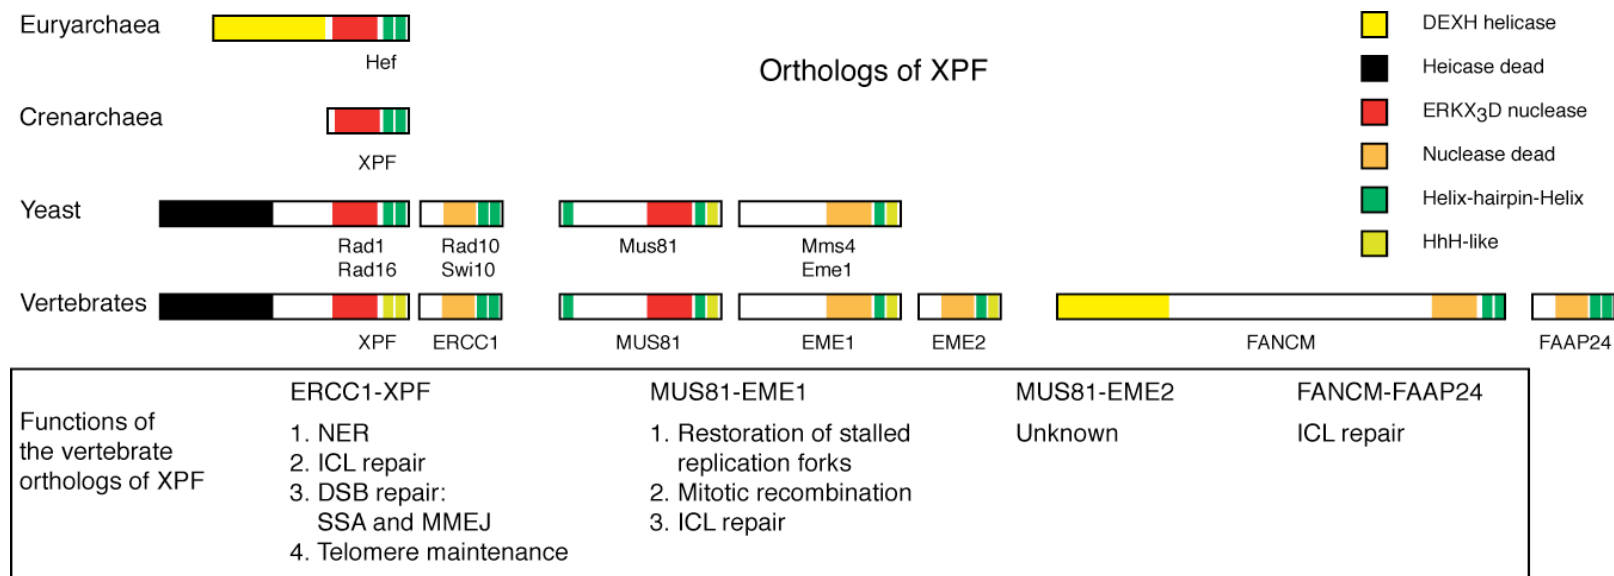 Orthologs of XPF
Euryarchaea
Hef
Crenarchaea
XPF
Yeast
Rad1 Rad10 Mus81 Mms4
Rad16 Swi10 Eme1
Vertebrates
XPF ERCC1 MUS81 EME1 EME2 FANCM FAAP24
DEXH helicase
Heicase dead
ERKX3D nuclease
Nuclease dead
Helix-hairpin-Helix
HhH-like
Functions of
the vertebrate
orthologs of XPF
ERCC1-XPF
1. NER
2. ICL repair
3. DSB repair:
SSA and MMEJ
4. Telomere maintenance
MUS81-EME1
1. Restoration of stalled
replication forks
2. Mitotic recombination
3. ICL repair
MUS81-EME2
Unknown
FANCM-FAAP24
ICL repair